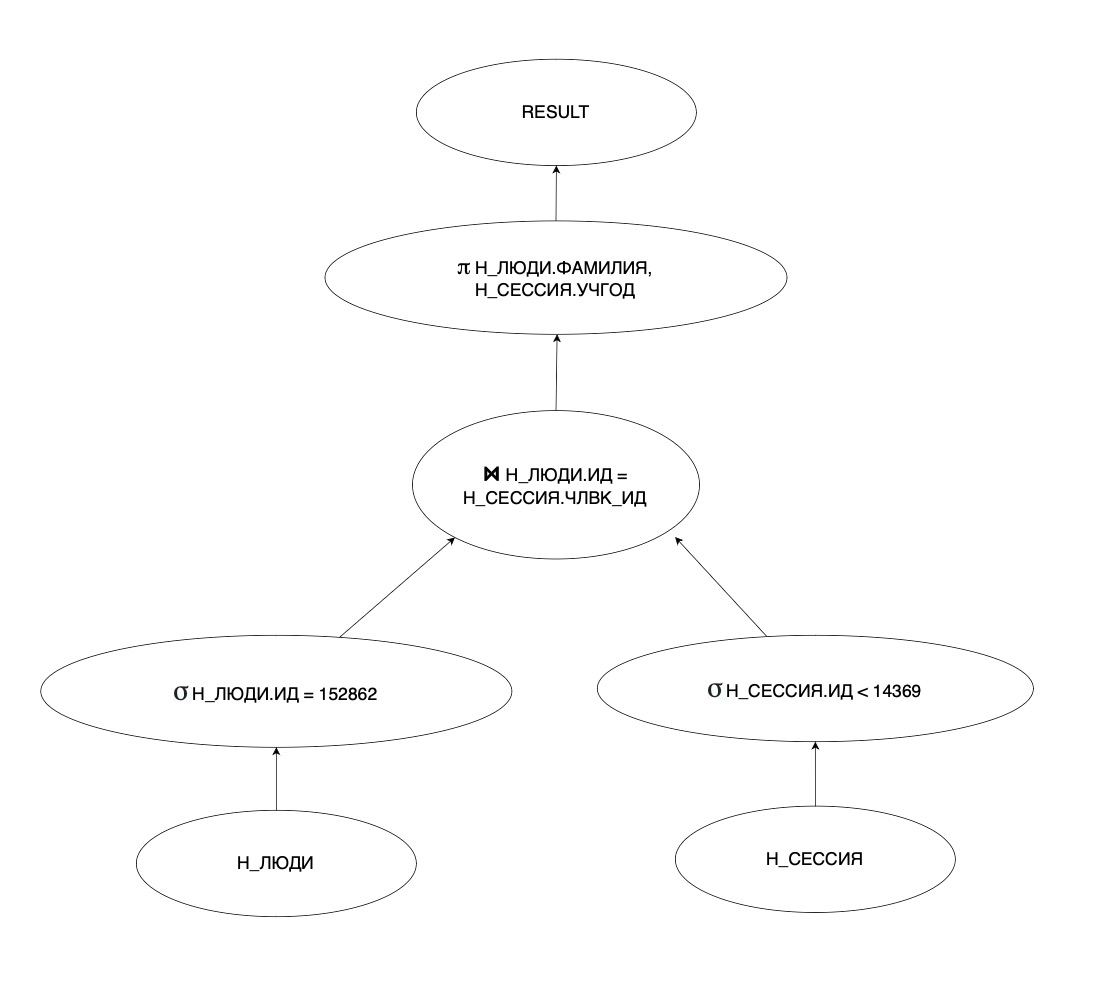 RESULT
π Н_ЛЮДИ.ФАМИЛИЯ,
Н_СЕССИЯ.УЧГОД
⋈ Н_ЛЮДИ.ИД =
Н_СЕССИЯ.ЧЛВК_ИД
σ Н_ЛЮДИ.ИД = 152862
σ Н_СЕССИЯ.ИД < 14369
Н_ЛЮДИ
Н_СЕССИЯ